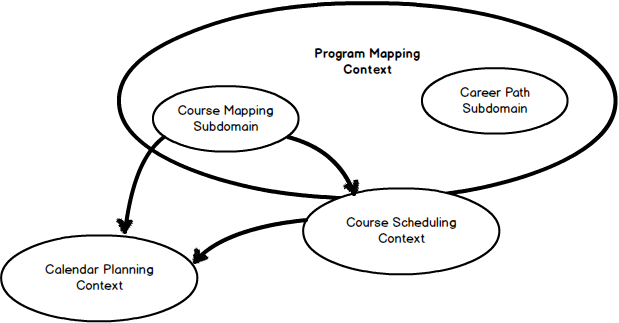 Program Mapping
Context
Career Path
Subdomain
Course Mapping
Subdomain
Course Scheduling
Context
Calendar Planning
Context